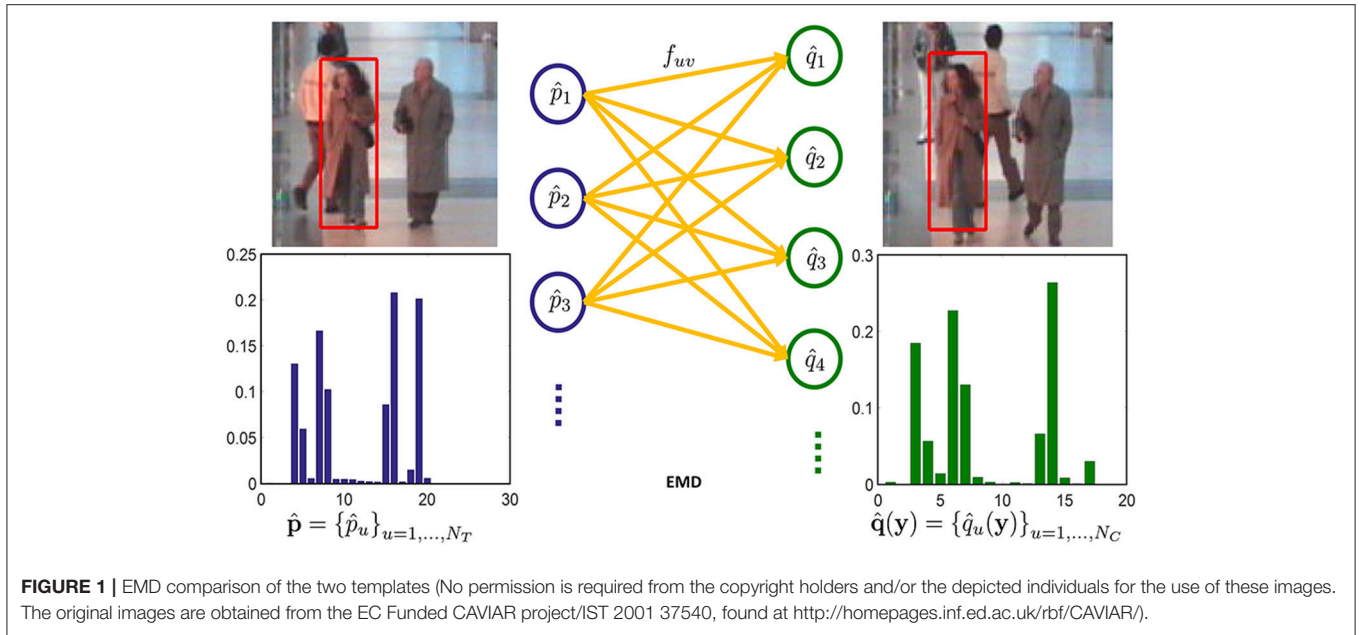 f_{uv}
p̂_1
p̂_2
p̂_3
q̂_1
q̂_2
q̂_3
q̂_4
EMD
0.25
0.2
0.15
0.1
0.05
0
0 10 20 30
p̂ = {p̂_u}_{u=1,...,N_T}
0.3
0.2
0.1
0
0 5 10 15 20
q̂(y) = {q̂_u(y)}_{u=1,...,N_C}
FIGURE 1 | EMD comparison of the two templates (No permission is required from the copyright holders and/or the depicted individuals for the use of these images.
The original images are obtained from the EC Funded CAVIAR project/IST 2001 37540, found at http://homepages.inf.ed.ac.uk/rbf/CAVIAR/).